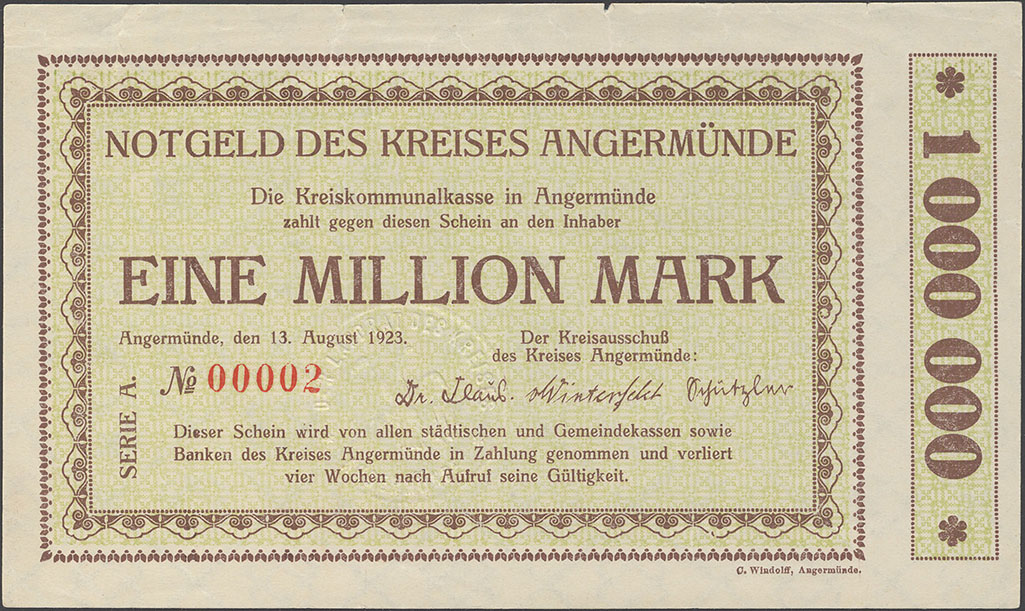 NOTGELD DES KREISES ANGERMÜNDE
Die Kreiskommunalkasse in Angermünde
zahlt gegen diesen Schein an den Inhaber
EINE MILLION MARK
Angermünde, den 13. August 1923.
Der Kreisausschuß
des Kreises Angermünde:
SERIE A.
№ 00002
Dr. Winterfeldt Schützler
Dieser Schein wird von allen städtischen und Gemeindekassen sowie
Banken des Kreises Angermünde in Zahlung genommen und verliert
vier Wochen nach Aufruf seine Gültigkeit.
C. Windolff, Angermünde.
1 000 000